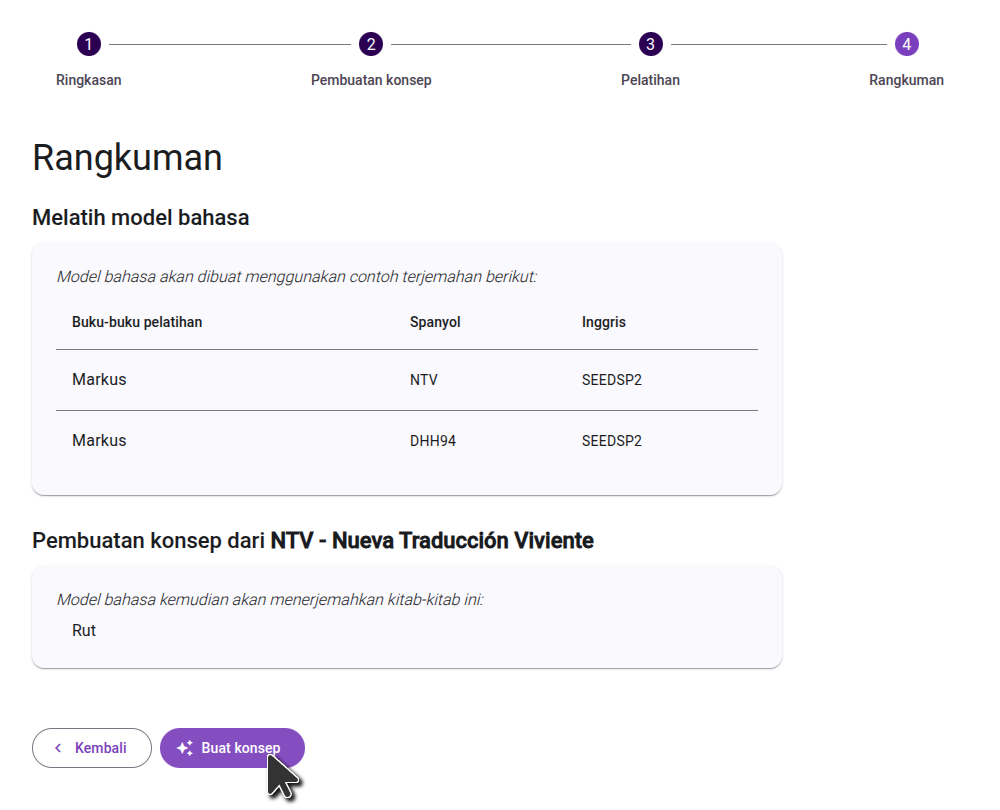 1 2 3 4
Ringkasan Pembuatan konsep Pelatihan Rangkuman
Rangkuman
Melatih model bahasa
Model bahasa akan dibuat menggunakan contoh terjemahan berikut:
Buku-buku pelatihan Spanyol Inggris
Markus NTV SEEDSP2
Markus DHH94 SEEDSP2
Pembuatan konsep dari NTV - Nueva Traducción Viviente
Model bahasa kemudian akan menerjemahkan kitab-kitab ini:
Rut
Kembali Buat konsep